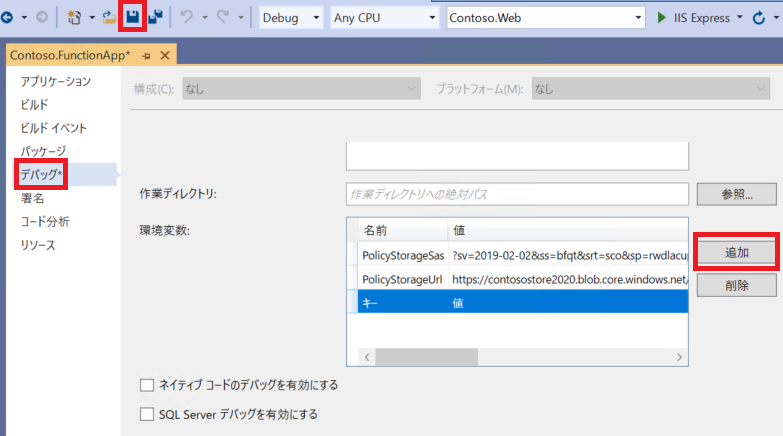 Debug Any CPU Contoso.Web IIS Express
Contoso.FunctionApp*
アプリケーション
構成(C): なし プラットフォーム(M): なし
ビルド
ビルド イベント
パッケージ
デバッグ*
作業ディレクトリ: 作業ディレクトリへの絶対パス 参照...
署名
コード分析
環境変数: 名前 値
リソース
PolicyStorageSas ?sv=2019-02-02&ss=bfqt&srt=sco&sp=rwdlacup 追加
PolicyStorageUrl https://contosostore2020.blob.core.windows.net/ 削除
キー 値
ネイティブ コードのデバッグを有効にする
SQL Server デバッグを有効にする